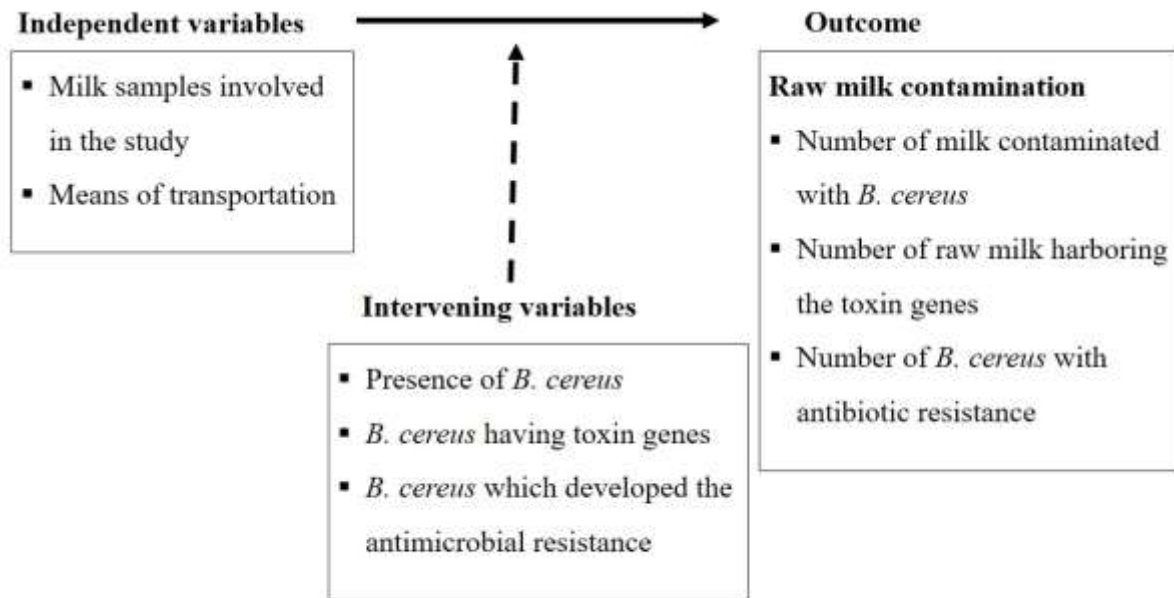 Independent variables
▪ Milk samples involved
in the study
▪ Means of transportation
Outcome
Raw milk contamination
▪ Number of milk contaminated
with B. cereus
▪ Number of raw milk harboring
the toxin genes
▪ Number of B. cereus with
antibiotic resistance
Intervening variables
▪ Presence of B. cereus
▪ B. cereus having toxin genes
▪ B. cereus which developed the
antimicrobial resistance